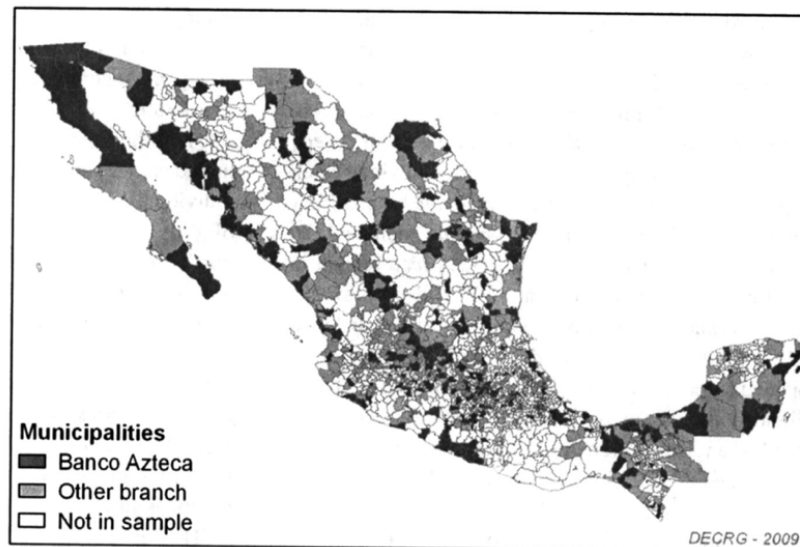 Municipalities
Banco Azteca
Other branch
Not in sample
DECRG - 2009